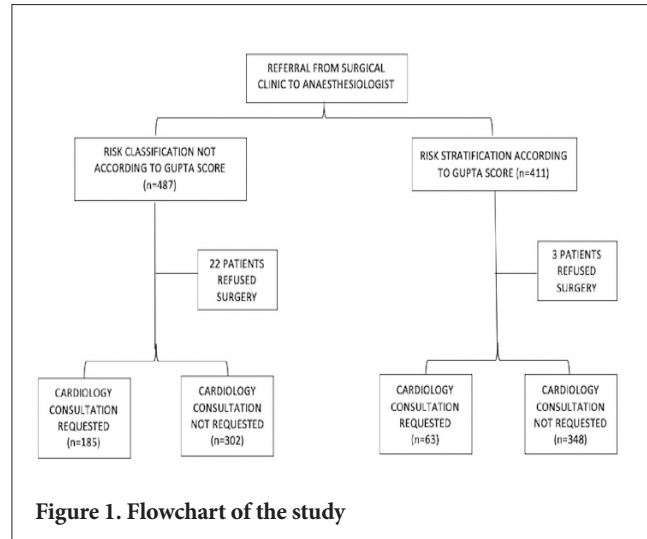 REFERRAL FROM SURGICAL
CLINIC TO ANAESTHESIOLOGIST
RISK CLASSIFICATION NOT
ACCORDING TO GUPTA SCORE
(n=487)
RISK STRATIFICATION ACCORDING
TO GUPTA SCORE (n=411)
22 PATIENTS
REFUSED
SURGERY
3 PATIENTS
REFUSED
SURGERY
CARDIOLOGY
CONSULTATION
REQUESTED
(n=185)
CARDIOLOGY
CONSULTATION
NOT REQUESTED
(n=302)
CARDIOLOGY
CONSULTATION
REQUESTED
(n=63)
CARDIOLOGY
CONSULTATION
NOT REQUESTED
(n=348)
Figure 1. Flowchart of the study